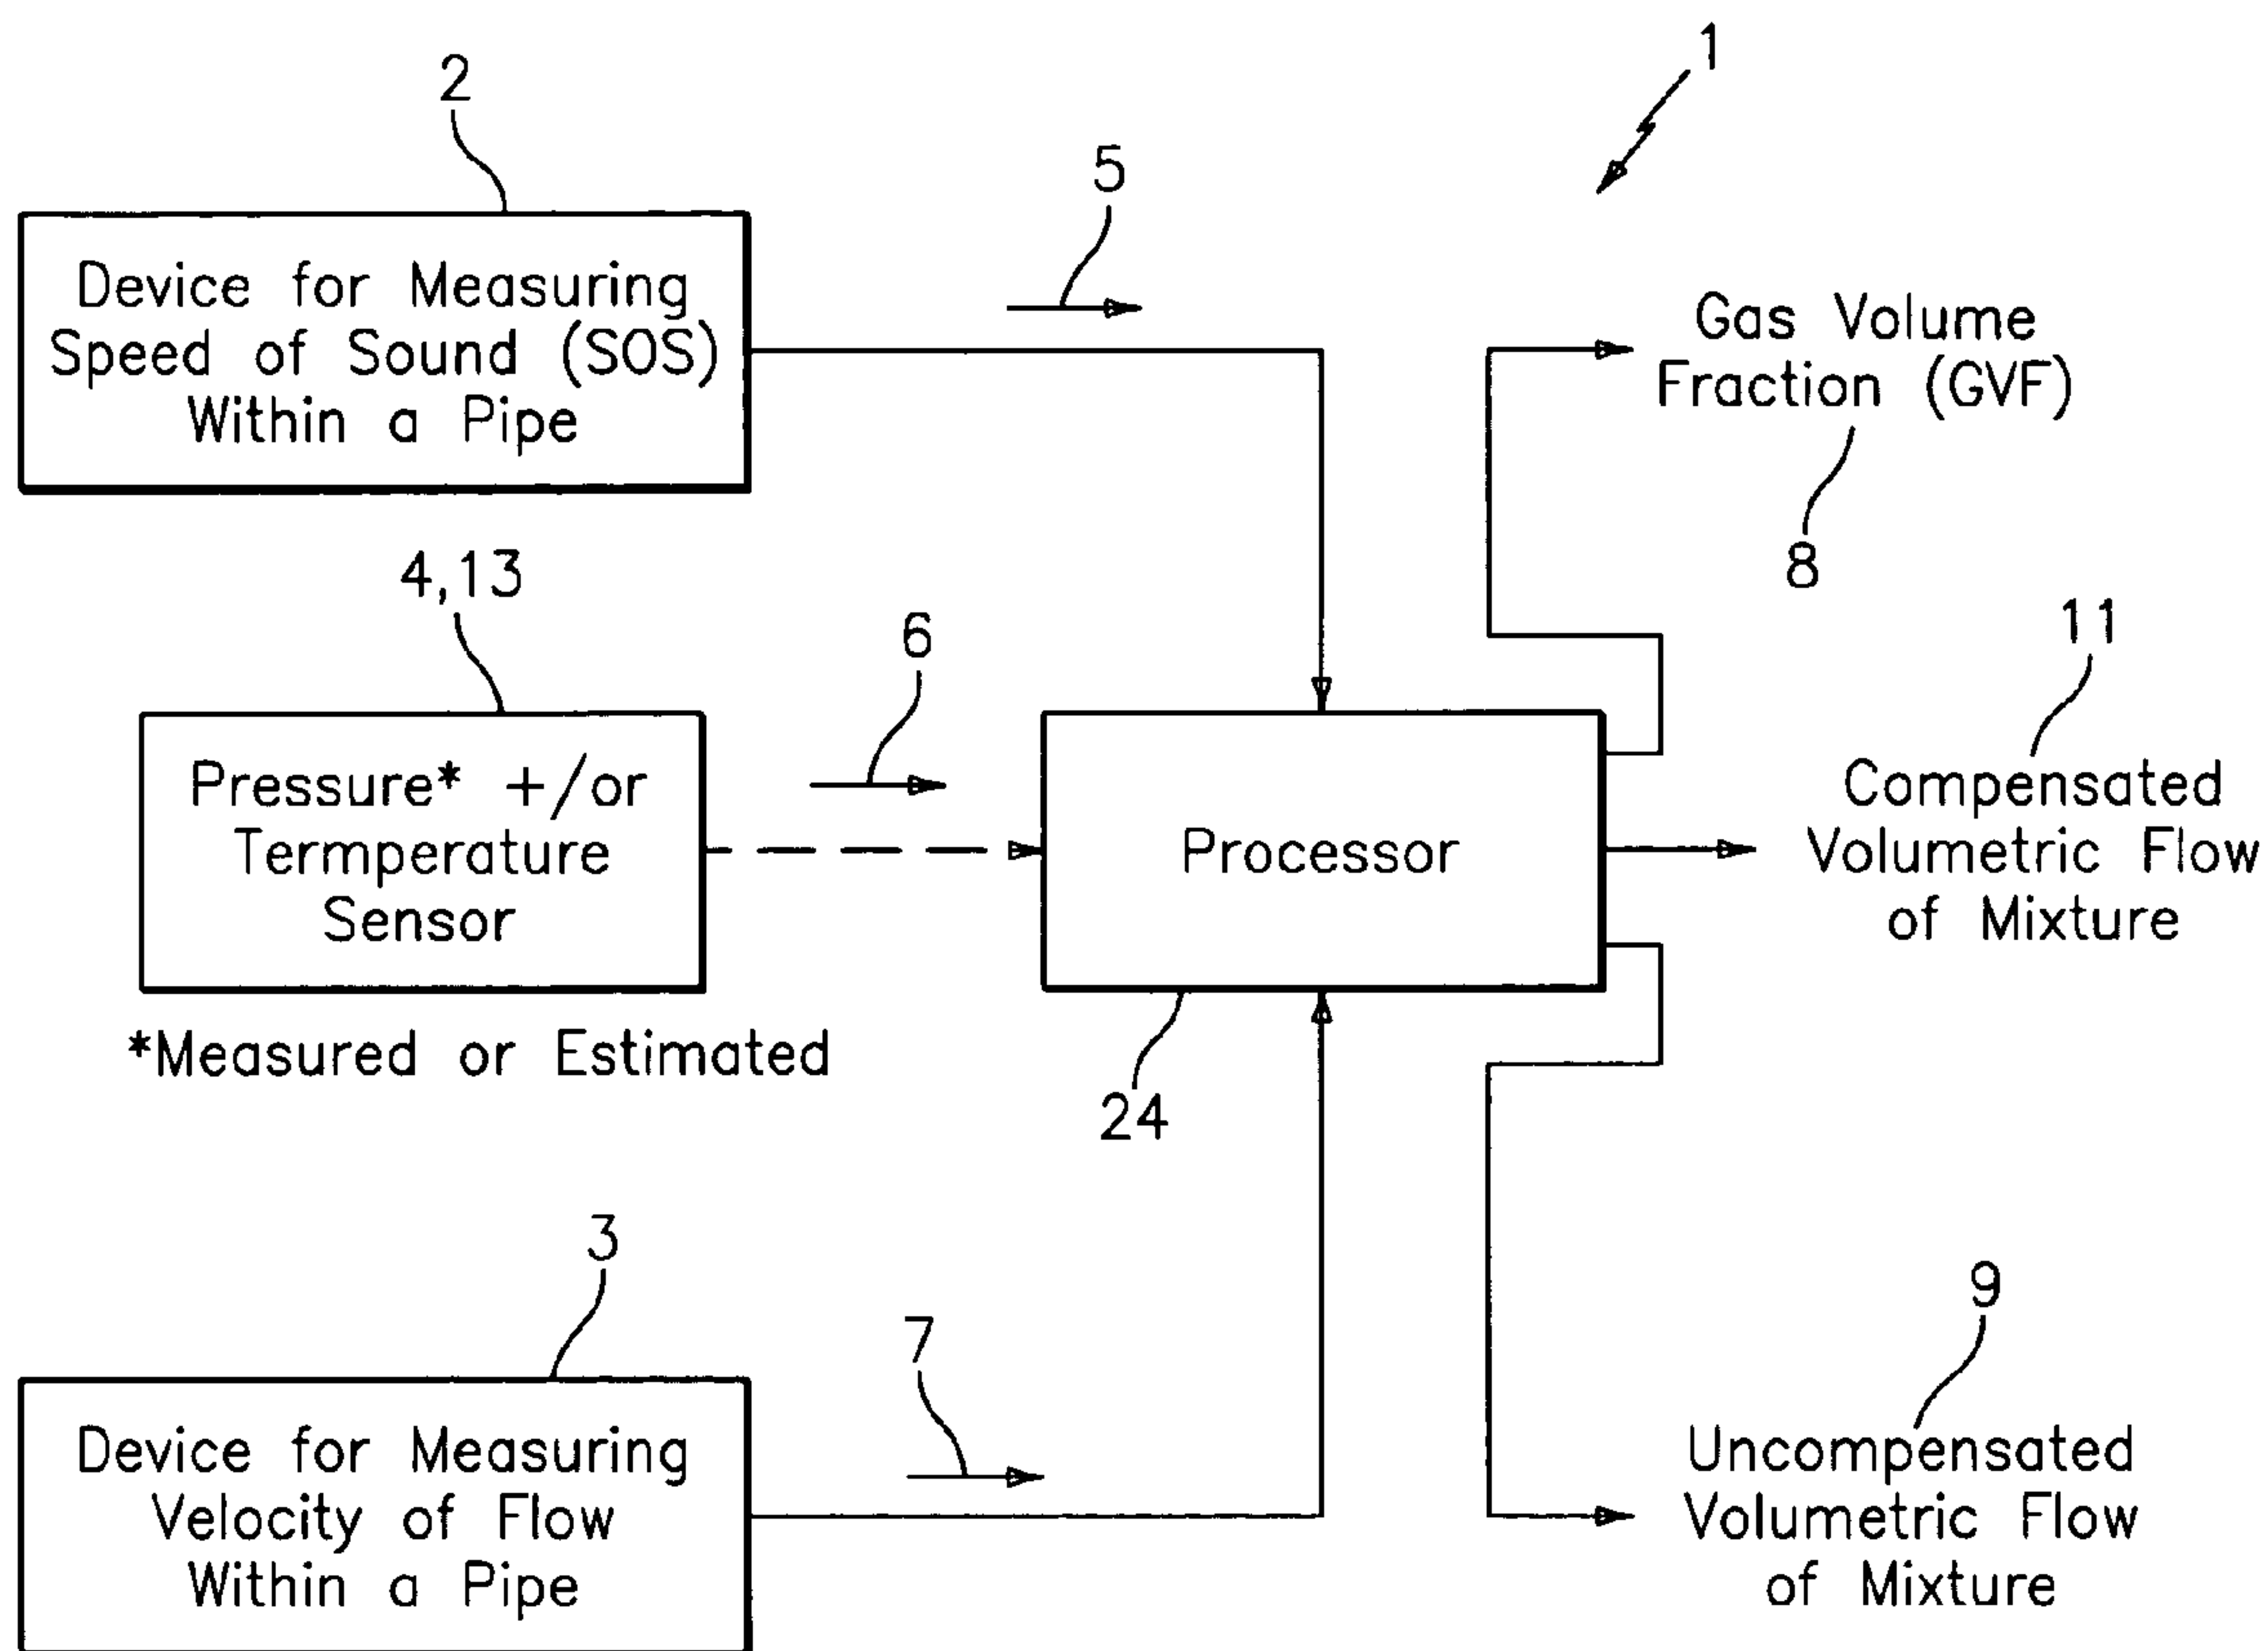 1
2
5
Device for Measuring
Speed of Sound (SOS)
Within a Pipe
Gas Volume
Fraction (GVF)
8
4,13
6
11
Pressure* +/or
Termperature
Sensor
Processor
Compensated
Volumetric Flow
of Mixture
*Measured or Estimated
24
3
7
9
Device for Measuring
Velocity of Flow
Within a Pipe
Uncompensated
Volumetric Flow
of Mixture